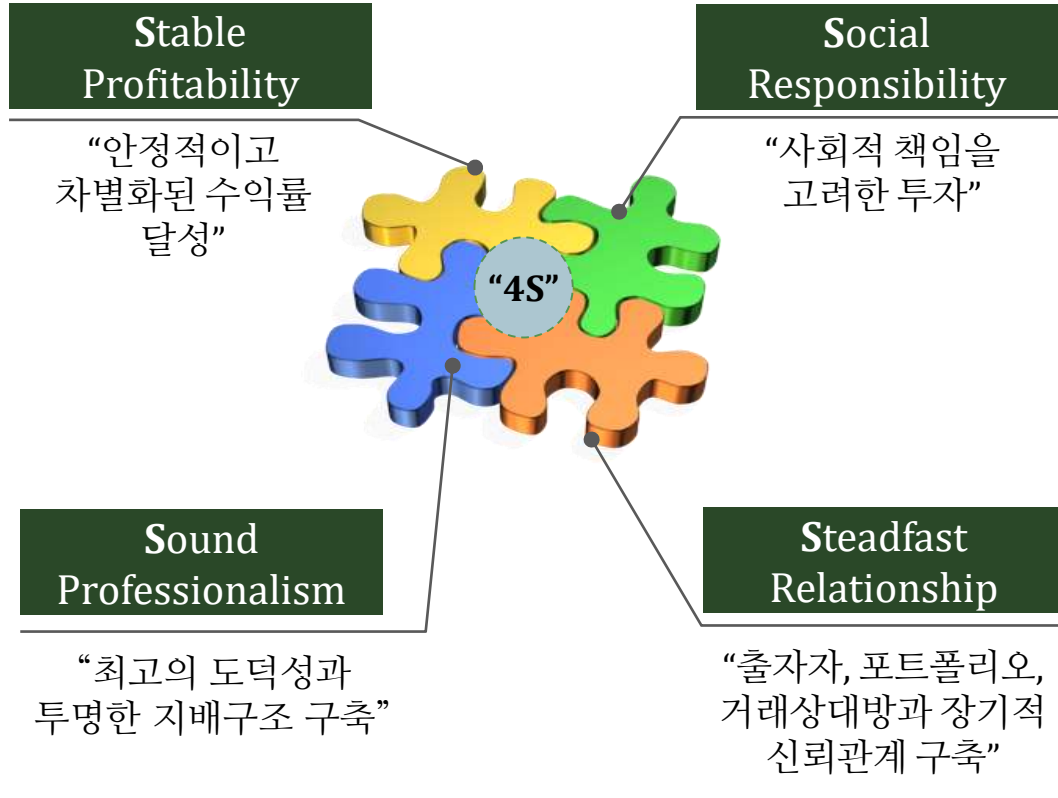 Stable
Profitability
“안정적이고
차별화된 수익률
달성”
Social
Responsibility
“사회적 책임을
고려한 투자”
“4S”
Sound
Professionalism
“최고의 도덕성과
투명한 지배구조 구축”
Steadfast
Relationship
“출자자, 포트폴리오,
거래상대방과 장기적
신뢰관계 구축”